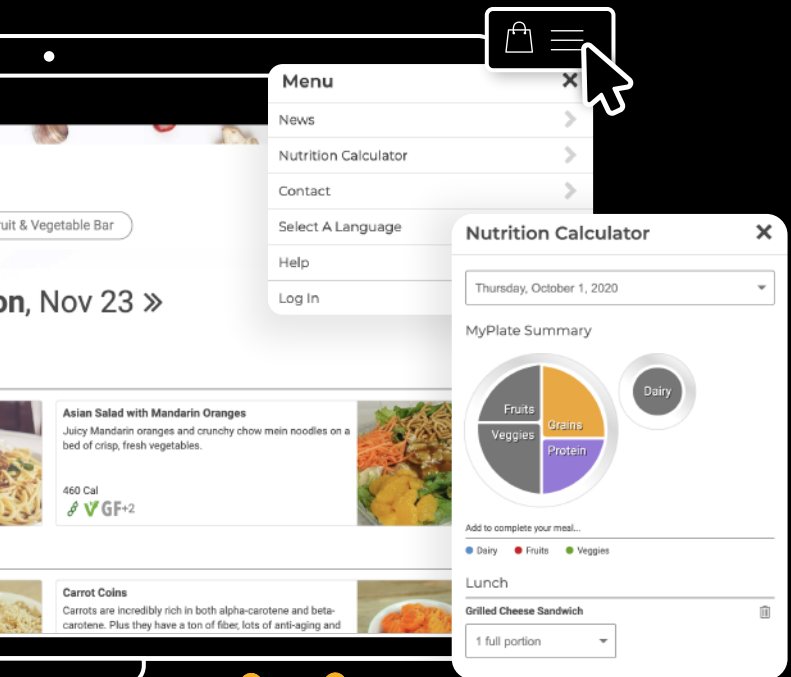 Menu
News
Nutrition Calculator
Contact
Select A Language
Help
Log In
uit & Vegetable Bar
on, Nov 23 »
Asian Salad with Mandarin Oranges
Juicy Mandarin oranges and crunchy chow mein noodles on a
bed of crisp, fresh vegetables.
460 Cal
V GF+2
Carrot Coins
Carrots are incredibly rich in both alpha-carotene and beta-
carotene. Plus they have a ton of fiber, lots of anti-aging and
Nutrition Calculator
Thursday, October 1, 2020
MyPlate Summary
Fruits
Grains
Veggies
Protein
Dairy
Add to complete your meal...
Dairy Fruits Veggies
Lunch
Grilled Cheese Sandwich
1 full portion